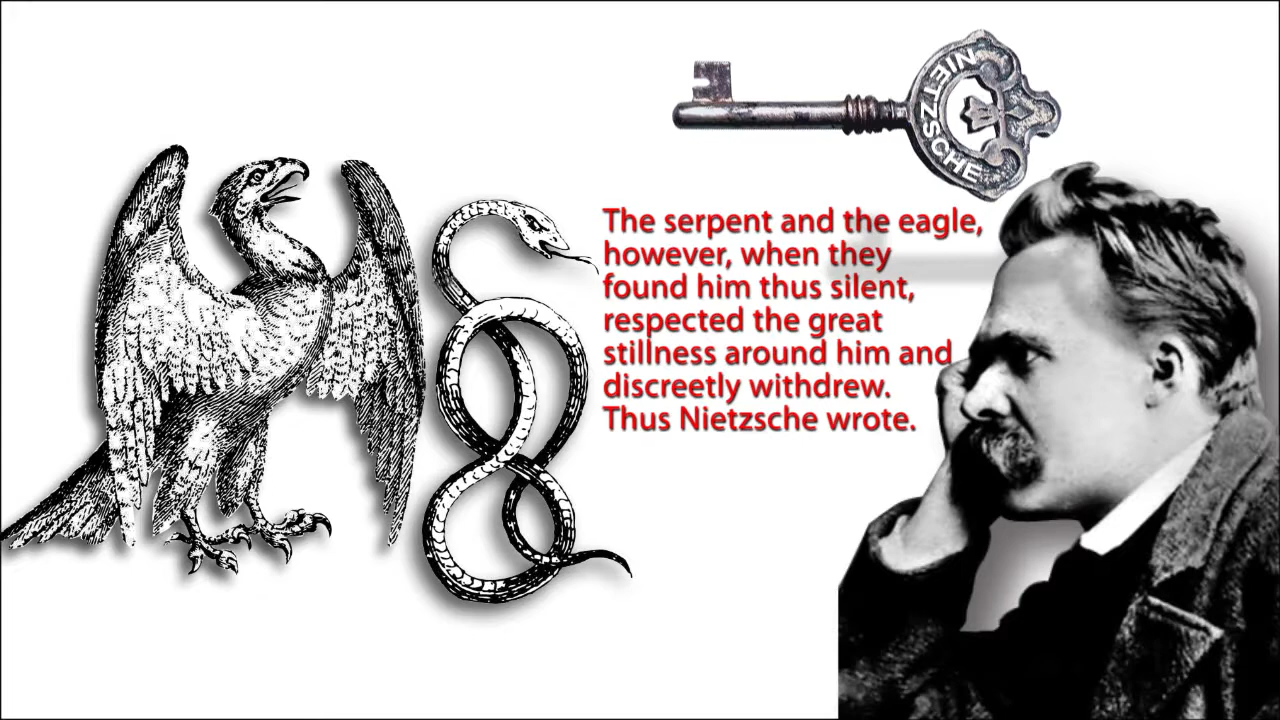 NIETZSCHE
The serpent and the eagle,
however, when they
found him thus silent,
respected the great
stillness around him and
discreetly withdrew.
Thus Nietzsche wrote.